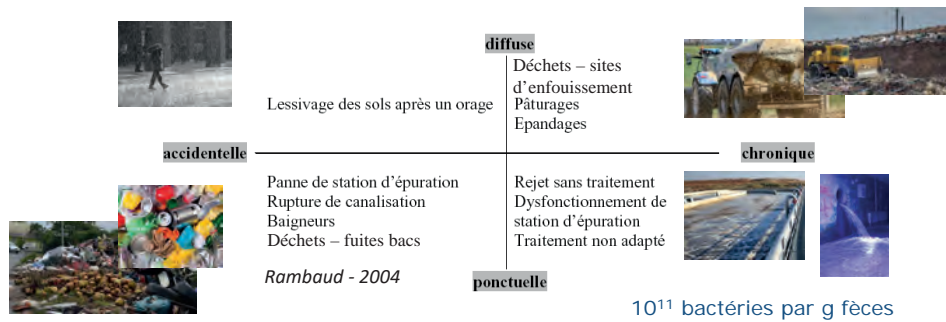 diffuse
Déchets – sites
d’enfouissement
Lessivage des sols après un orage
Pâturages
Epandages
accidentelle
chronique
Panne de station d’épuration
Rupture de canalisation
Baigneurs
Déchets – fuites bacs
Rejet sans traitement
Dysfonctionnement de
station d’épuration
Traitement non adapté
Rambaud - 2004
ponctuelle
10¹¹ bactéries par g fèces